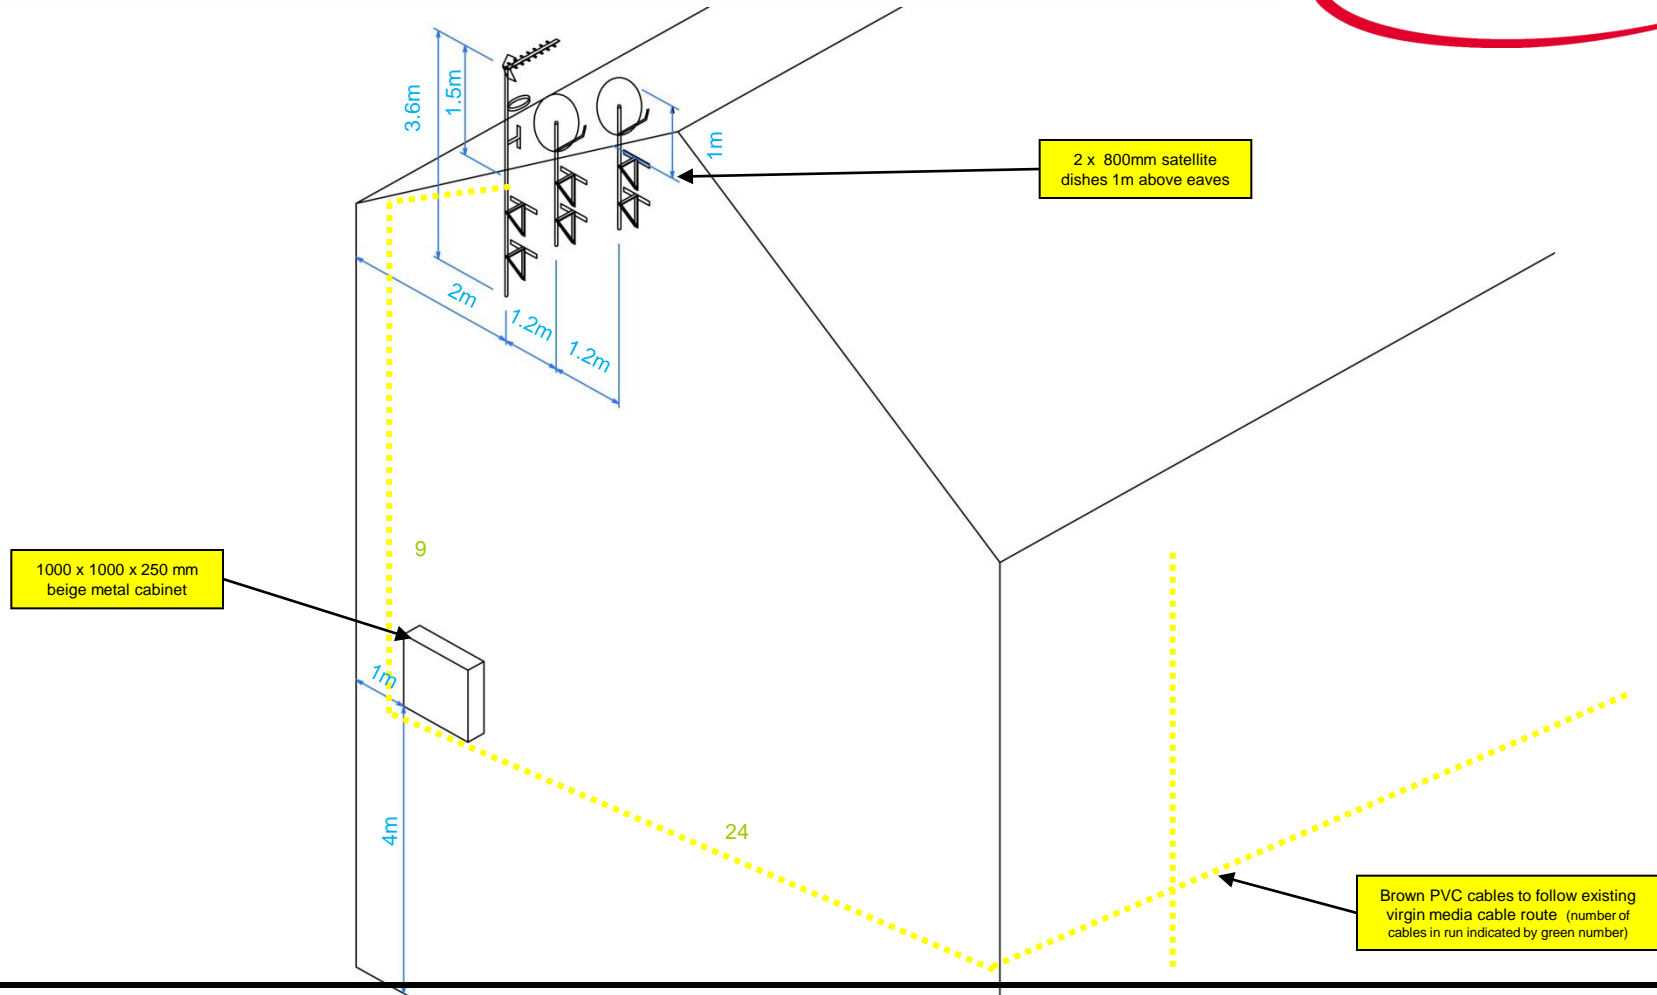 3.6m
1.5m
1m
2 x 800mm satellite
dishes 1m above eaves
2m
1.2m
1.2m
9
1000 x 1000 x 250 mm
beige metal cabinet
1m
4m
24
Brown PVC cables to follow existing
virgin media cable route (number of
cables in run indicated by green number)